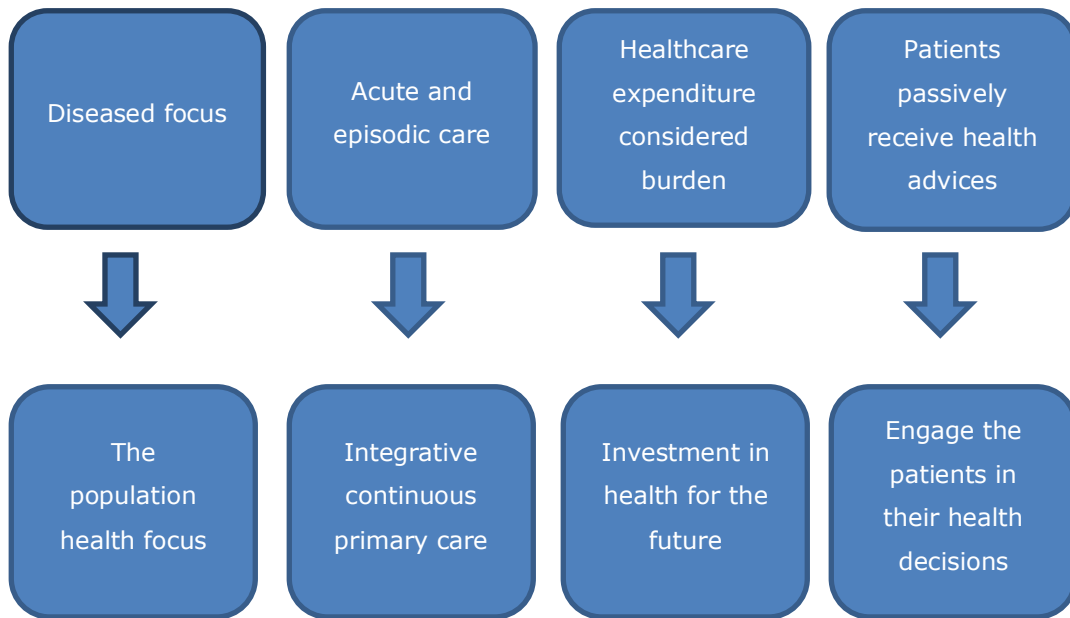 Diseased focus
Acute and
episodic care
Healthcare
expenditure
considered
burden
Patients
passively
receive health
advices
The
population
health focus
Integrative
continuous
primary care
Investment in
health for the
future
Engage the
patients in
their health
decisions